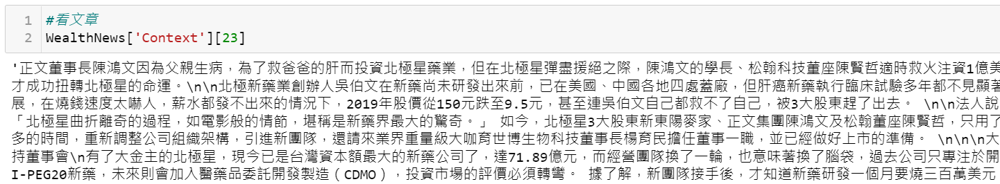 1 #看文章
2 WealthNews['Context'][23]
'正文董事長陳鴻文因為父親生病，為了救爸爸的肝而投資北極星藥業，但在北極星彈盡援絕之際，陳鴻文的學長、松翰科技董座陳賢哲適時救火注資1億美
才成功扭轉北極星的命運。\n\n北極新藥業創辦人吳伯文在新藥尚未研發出來前，已在美國、中國各地四處蓋廠，但肝癌新藥執行臨床試驗多年都不見顯著
展，在燒錢速度太嚇人，薪水都發不出來的情況下，2019年股價從150元跌至9.5元，甚至連吳伯文自己都救不了自己，被3大股東趕了出去。 \n\n法人說
「北極星曲折離奇的過程，如電影般的情節，堪稱是新藥界最大的驚奇。」 如今，北極星3大股東新東陽麥家、正文集團陳鴻文及松翰董座陳賢哲，只用了
多的時間，重新調整公司組織架構，引進新團隊，還請來業界重量級大咖育世博生物科技董事長楊育民擔任董事一職，並已經做好上市的準備。 \n\n\n大
持董事會\n有了大金主的北極星，現今已是台灣資本額最大的新藥公司了，達71.89億元，而經營團隊換了一輪，也意味著換了腦袋，過去公司只專注於開
I-PEG20新藥，未來則會加入醫藥品委託開發製造（CDMO），投資市場的評價必須轉彎。 據了解，新團隊接手後，才知道新藥研發一個月要燒三百萬美元